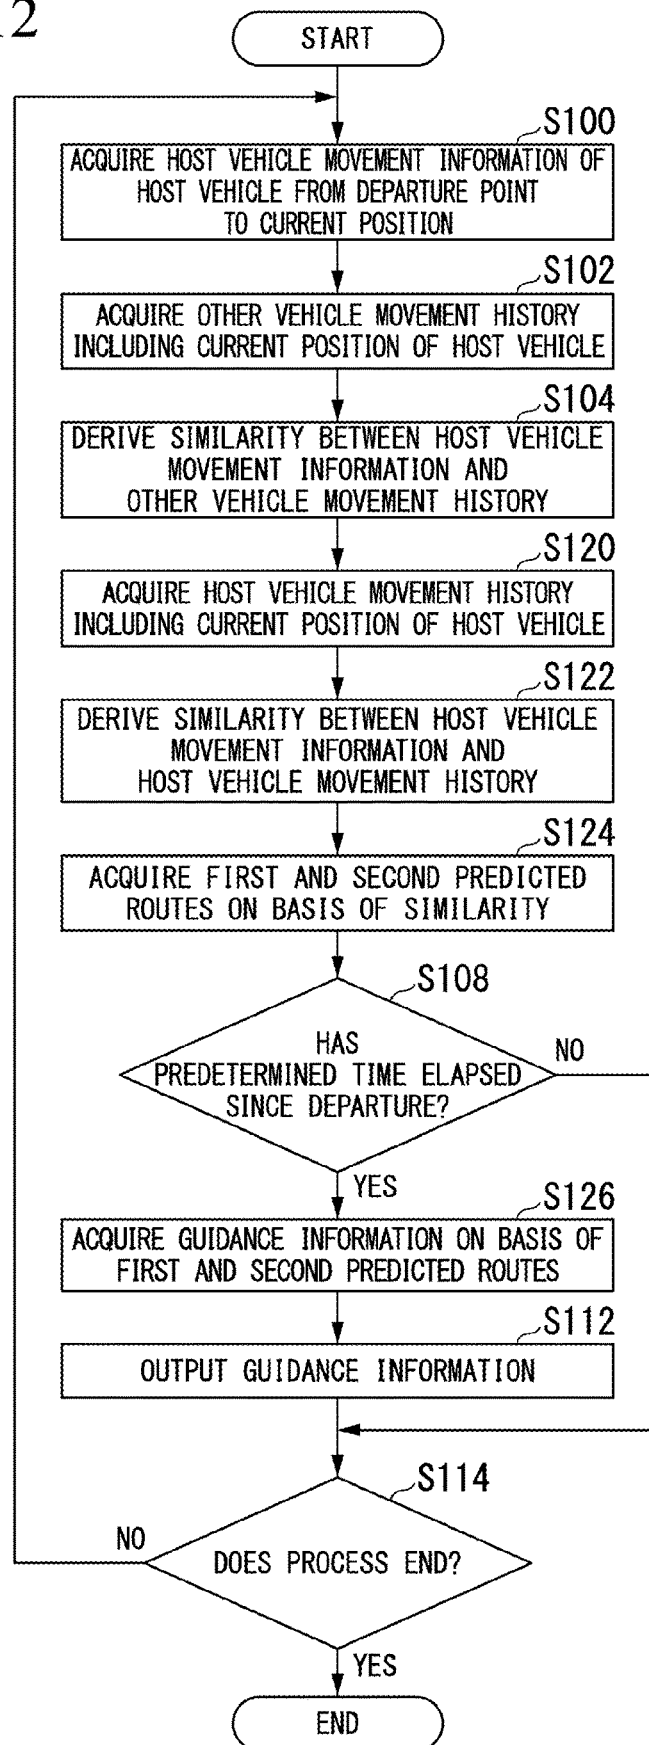 12
START
S100
ACQUIRE HOST VEHICLE MOVEMENT INFORMATION OF
HOST VEHICLE FROM DEPARTURE POINT
TO CURRENT POSITION
S102
ACQUIRE OTHER VEHICLE MOVEMENT HISTORY
INCLUDING CURRENT POSITION OF HOST VEHICLE
S104
DERIVE SIMILARITY BETWEEN HOST VEHICLE
MOVEMENT INFORMATION AND
OTHER VEHICLE MOVEMENT HISTORY
S120
ACQUIRE HOST VEHICLE MOVEMENT HISTORY
INCLUDING CURRENT POSITION OF HOST VEHICLE
S122
DERIVE SIMILARITY BETWEEN HOST VEHICLE
MOVEMENT INFORMATION AND
HOST VEHICLE MOVEMENT HISTORY
S124
ACQUIRE FIRST AND SECOND PREDICTED
ROUTES ON BASIS OF SIMILARITY
S108
HAS
PREDETERMINED TIME ELAPSED
SINCE DEPARTURE?
NO
YES
S126
ACQUIRE GUIDANCE INFORMATION ON BASIS OF
FIRST AND SECOND PREDICTED ROUTES
S112
OUTPUT GUIDANCE INFORMATION
S114
NO
DOES PROCESS END?
YES
END